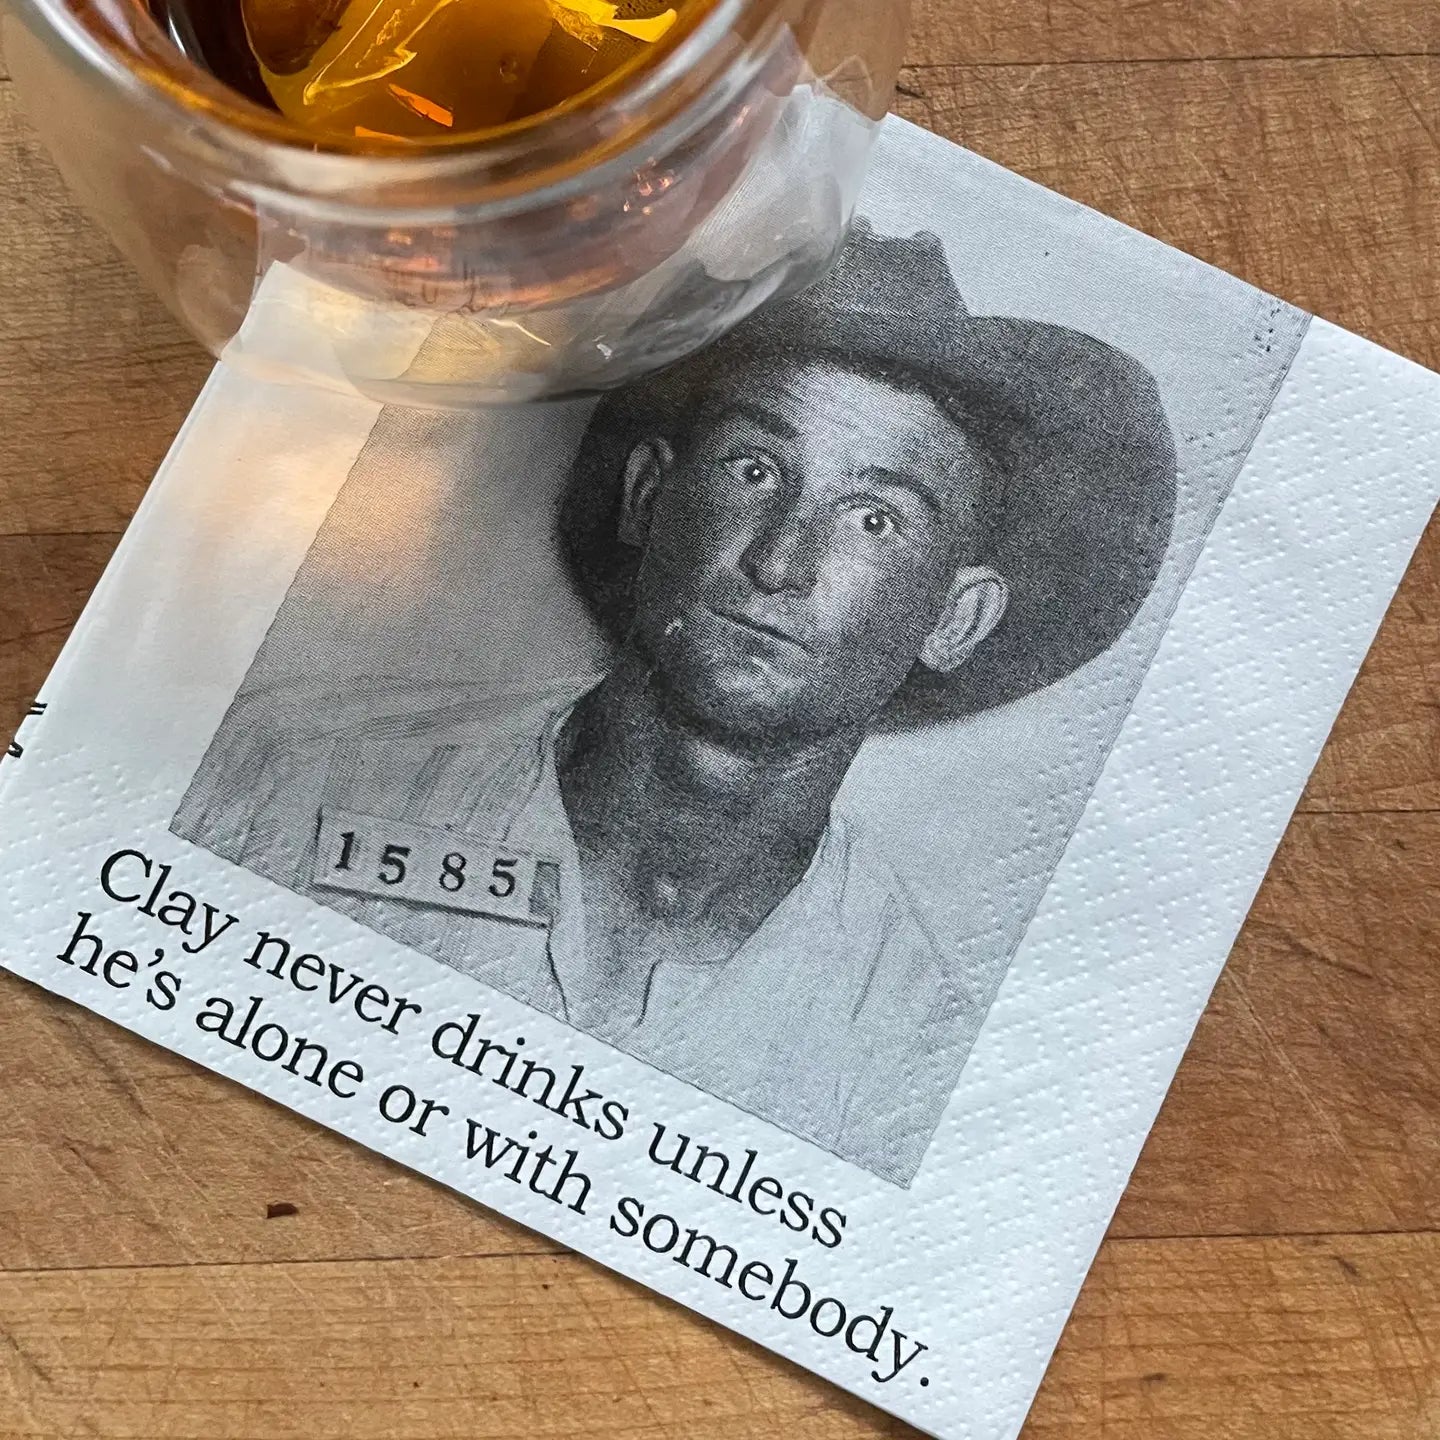 1585
Clay never drinks unless
he's alone or with somebody.